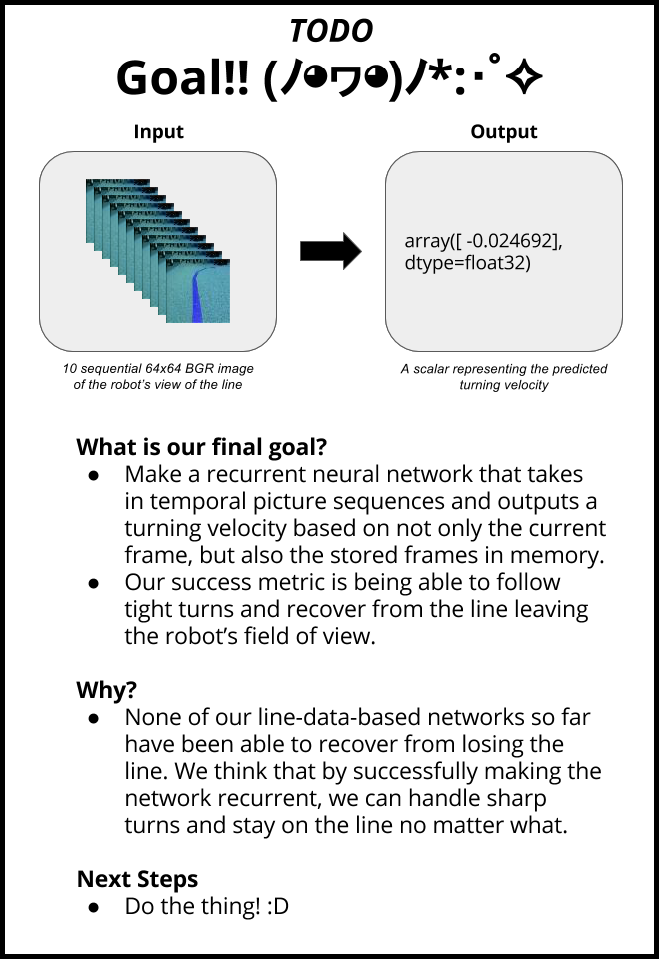 TODO
Goal!! (ﾉ◕ヮ◕)ﾉ*:･ﾟ✧
Input
Output
array([ -0.024692],
dtype=float32)
10 sequential 64x64 BGR image
of the robot's view of the line
A scalar representing the predicted
turning velocity
What is our final goal?
● Make a recurrent neural network that takes
in temporal picture sequences and outputs a
turning velocity based on not only the current
frame, but also the stored frames in memory.
● Our success metric is being able to follow
tight turns and recover from the line leaving
the robot’s field of view.
Why?
● None of our line-data-based networks so far
have been able to recover from losing the
line. We think that by successfully making the
network recurrent, we can handle sharp
turns and stay on the line no matter what.
Next Steps
● Do the thing! :D